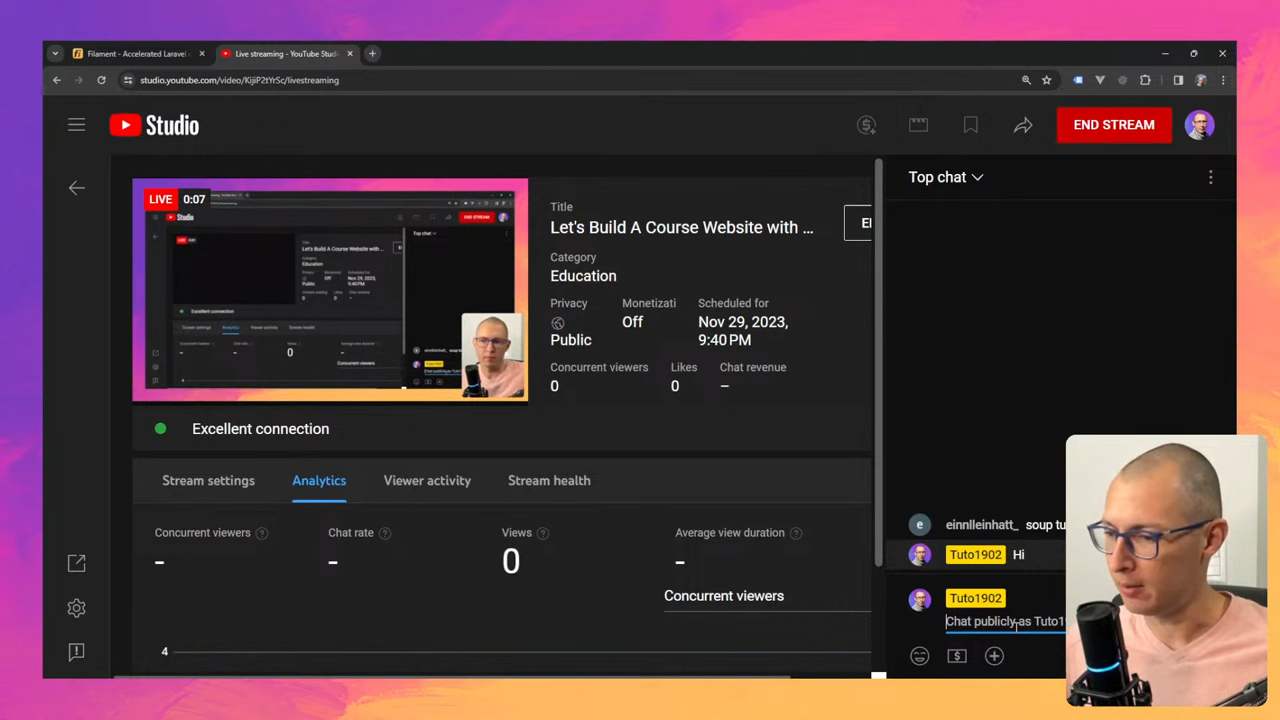 Filament - Accelerated Laravel
Live streaming - YouTube Stud
studio.youtube.com/video/KijiP2tYrSc/livestreaming
Studio
END STREAM
LIVE 0:07
Title
Let's Build A Course Website with ...
Category
Education
Privacy
Public
Monetizati
Off
Scheduled for
Nov 29, 2023,
9:40 PM
Concurrent viewers
0
Likes
0
Chat revenue
–
Excellent connection
Stream settings
Analytics
Viewer activity
Stream health
Concurrent viewers
-
Chat rate
-
Views
0
Average view duration
-
Concurrent viewers
4
Top chat
e einnlleinhatt_ soup tu
Tuto1902 Hi
Tuto1902
Chat publicly as Tuto19